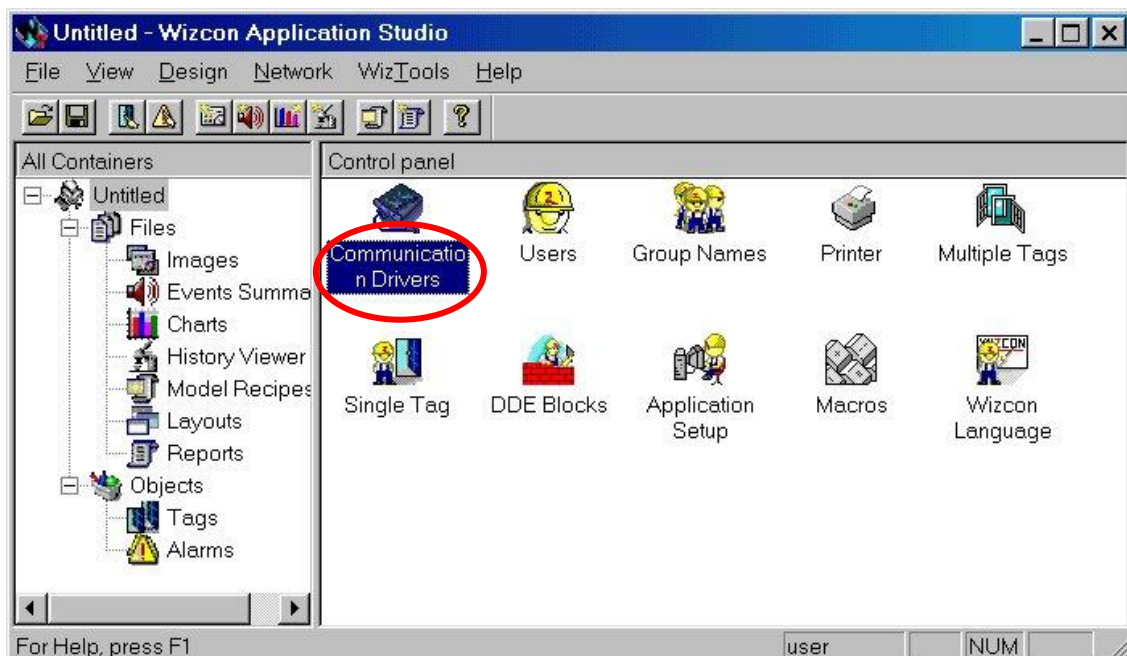 Untitled - Wizcon Application Studio
File View Design Network WizTools Help
All Containers
Control panel
Untitled
Files
Images
Events Summa
Charts
History Viewer
Model Recipes
Layouts
Reports
Objects
Tags
Alarms
Communicatio
n Drivers
Users
Group Names
Printer
Multiple Tags
Single Tag
DDE Blocks
Application
Setup
Macros
WIZCON
Wizcon
Language
For Help, press F1
user
NUM